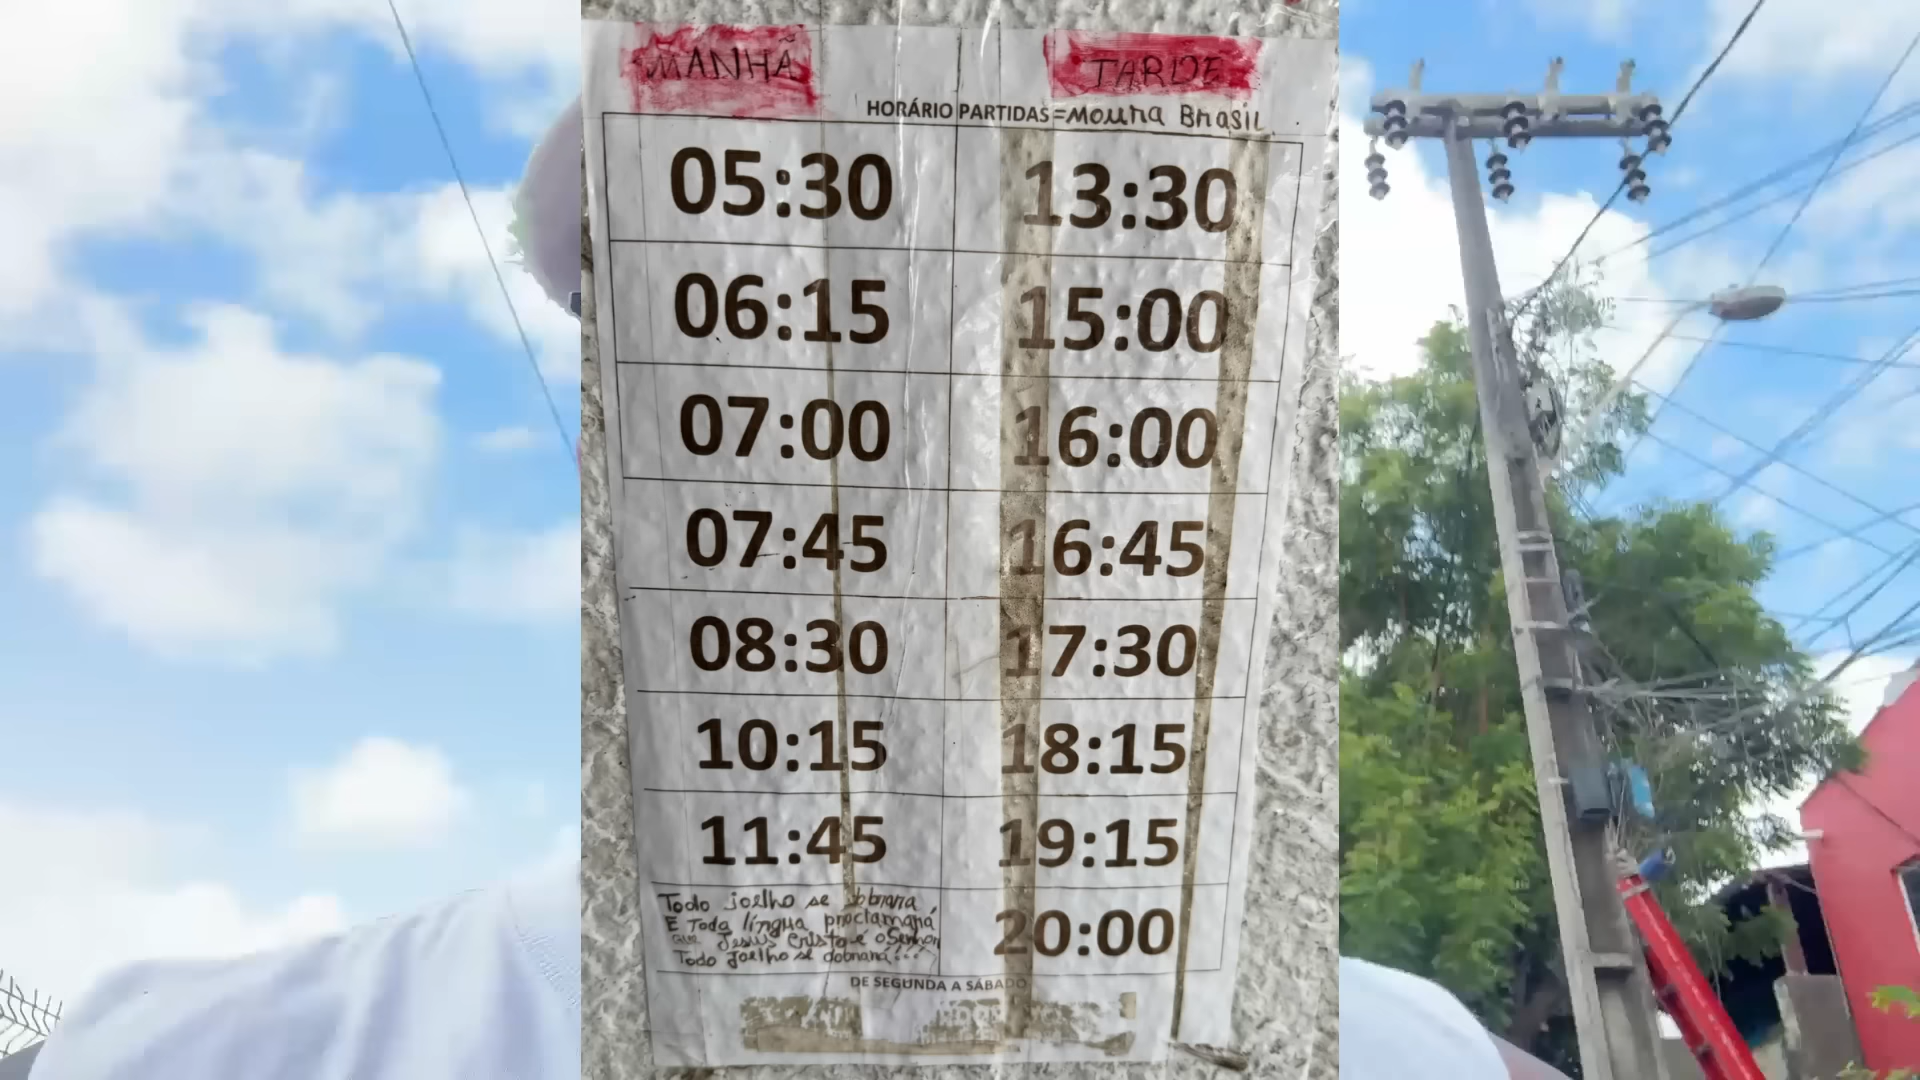 MANHÃ TARDE
HORÁRIO PARTIDAS=Moura Brasil
05:30 13:30
06:15 15:00
07:00 16:00
07:45 16:45
08:30 17:30
10:15 18:15
11:45 19:15
Todo joelho se dobrara
E Toda língua proclamará
que Jesus Cristo é o Senhor
Todo Joelho se dobrará!!!
20:00
DE SEGUNDA A SÁBADO